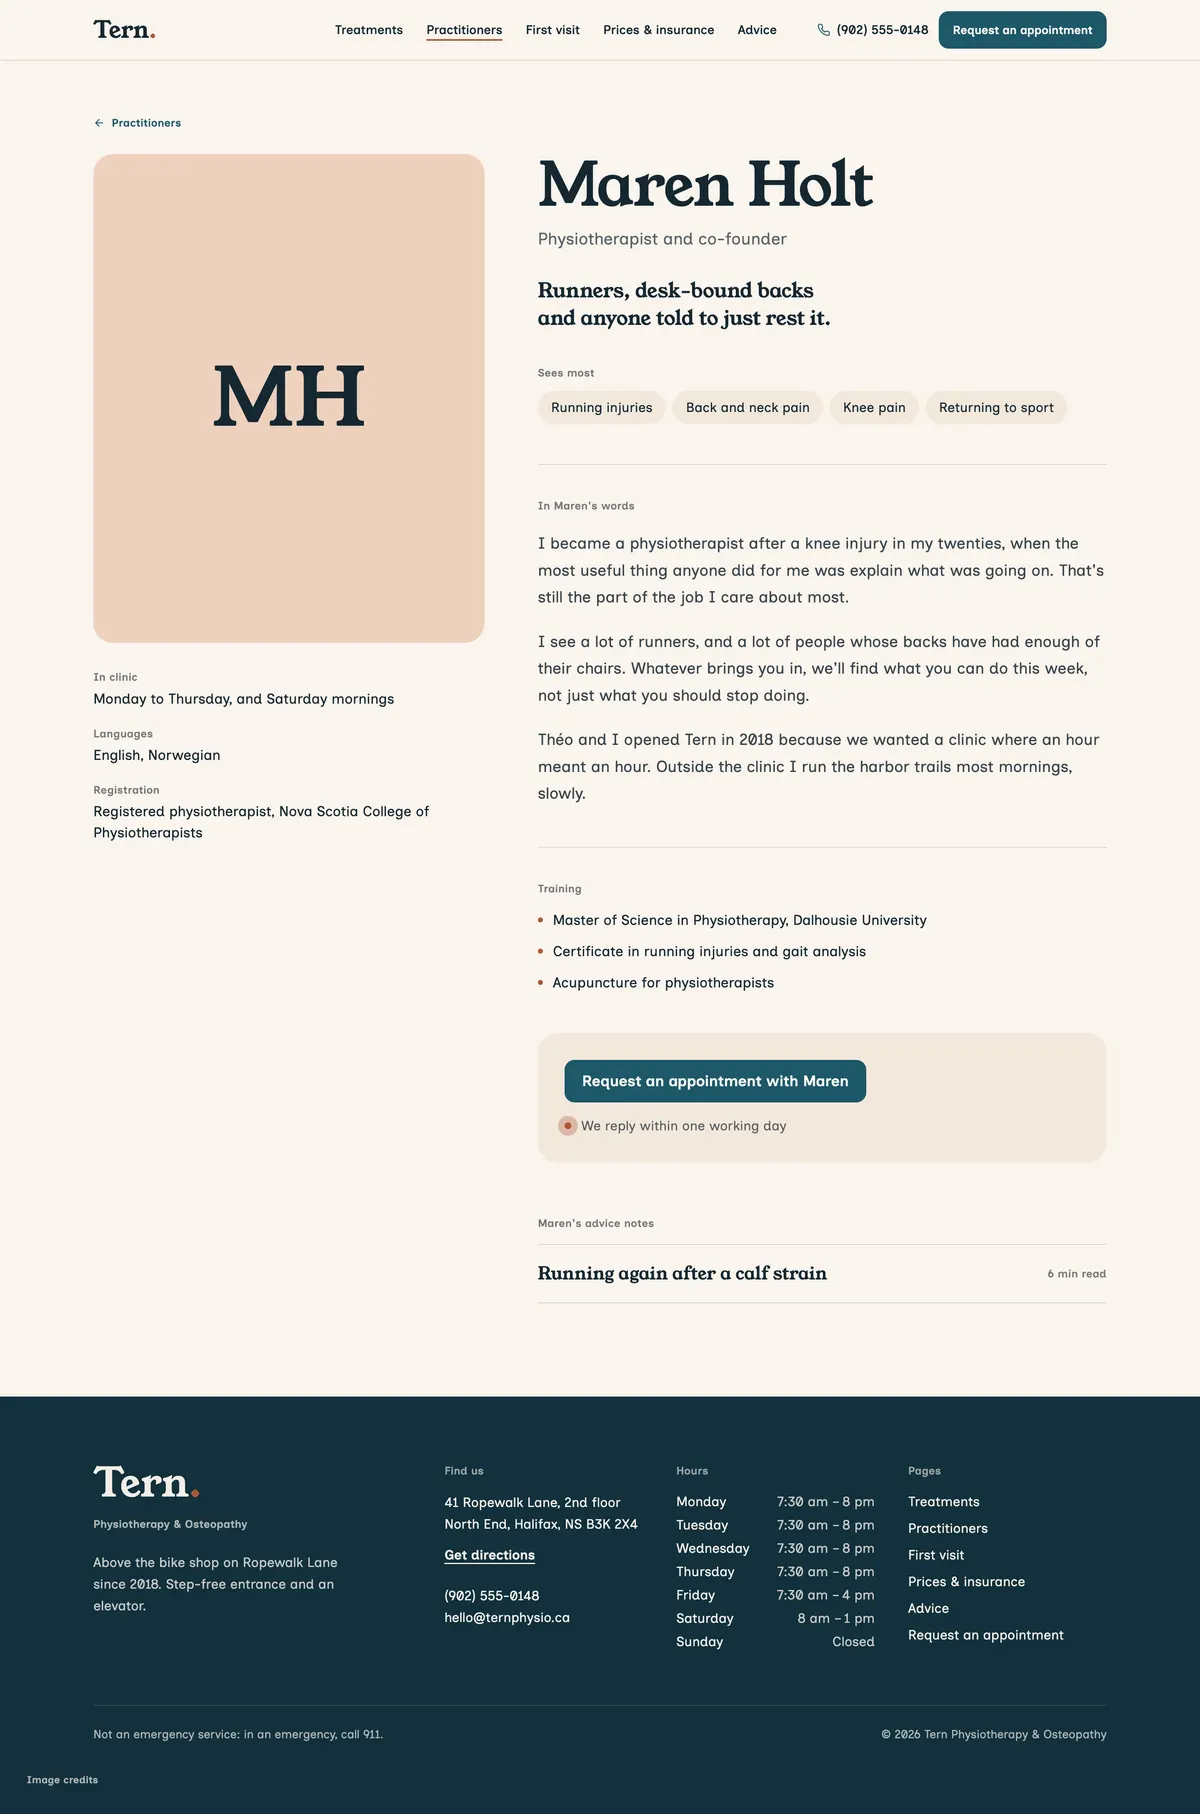 Tern.
Treatments
Practitioners
First visit
Prices & insurance
Advice
(902) 555-0148
Request an appointment
← Practitioners
MH
In clinic
Monday to Thursday, and Saturday mornings
Languages
English, Norwegian
Registration
Registered physiotherapist, Nova Scotia College of
Physiotherapists
Maren Holt
Physiotherapist and co-founder
Runners, desk-bound backs
and anyone told to just rest it.
Sees most
Running injuries
Back and neck pain
Knee pain
Returning to sport
In Maren's words
I became a physiotherapist after a knee injury in my twenties, when the
most useful thing anyone did for me was explain what was going on. That's
still the part of the job I care about most.
I see a lot of runners, and a lot of people whose backs have had enough of
their chairs. Whatever brings you in, we'll find what you can do this week,
not just what you should stop doing.
Théo and I opened Tern in 2018 because we wanted a clinic where an hour
meant an hour. Outside the clinic I run the harbor trails most mornings,
slowly.
Training
Master of Science in Physiotherapy, Dalhousie University
Certificate in running injuries and gait analysis
Acupuncture for physiotherapists
Request an appointment with Maren
We reply within one working day
Maren's advice notes
Running again after a calf strain
6 min read
Tern.
Physiotherapy & Osteopathy
Above the bike shop on Ropewalk Lane
since 2018. Step-free entrance and an
elevator.
Find us
41 Ropewalk Lane, 2nd floor
North End, Halifax, NS B3K 2X4
Get directions
(902) 555-0148
hello@ternphysio.ca
Hours
Monday 7:30 am – 8 pm
Tuesday 7:30 am – 8 pm
Wednesday 7:30 am – 8 pm
Thursday 7:30 am – 8 pm
Friday 7:30 am – 4 pm
Saturday 8 am – 1 pm
Sunday Closed
Pages
Treatments
Practitioners
First visit
Prices & insurance
Advice
Request an appointment
Not an emergency service: in an emergency, call 911.
© 2026 Tern Physiotherapy & Osteopathy
Image credits